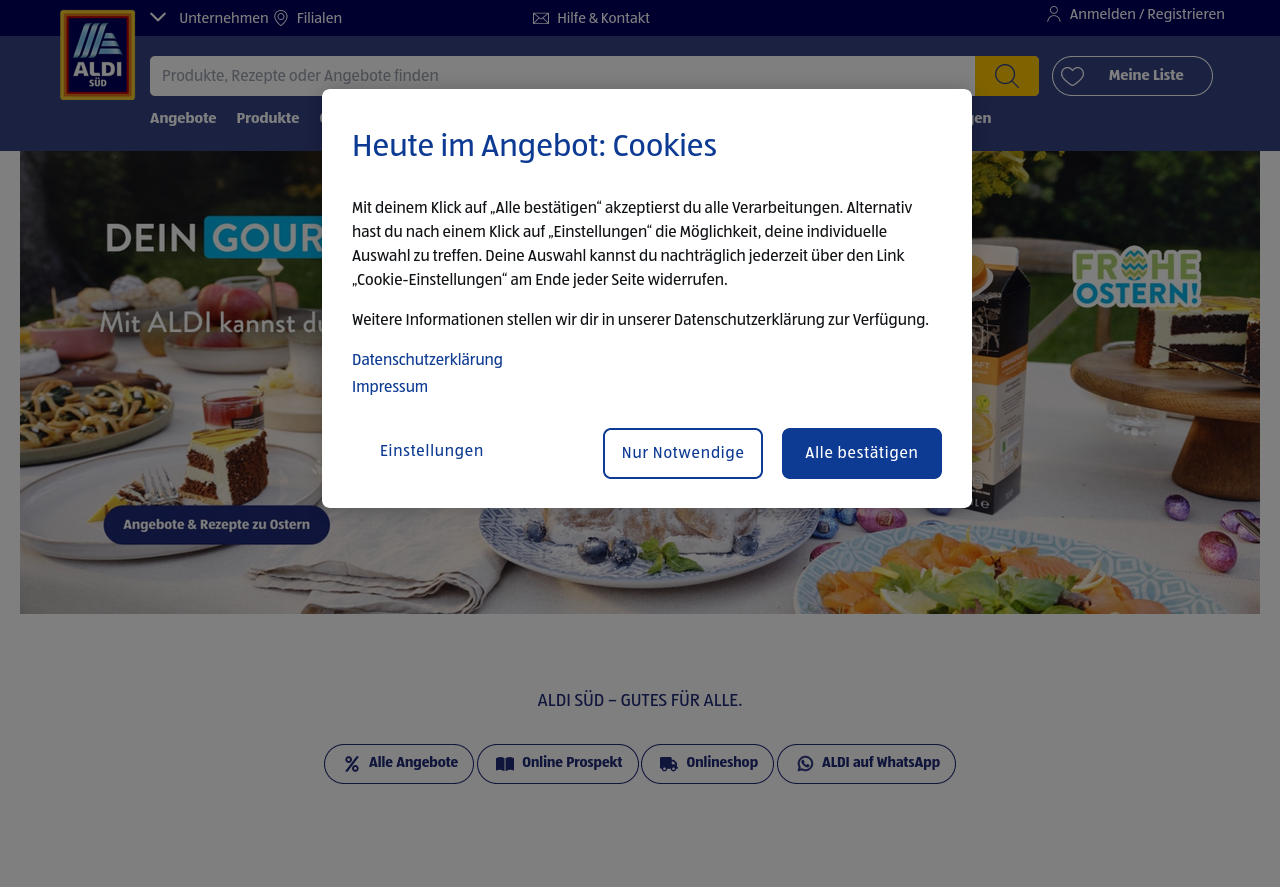 Unternehmen
Filialen
Hilfe & Kontakt
Anmelden / Registrieren
ALDI
SÜD
Produkte, Rezepte oder Angebote finden
Meine Liste
Angebote Produkte
Heute im Angebot: Cookies
Mit deinem Klick auf „Alle bestätigen“ akzeptierst du alle Verarbeitungen. Alternativ
hast du nach einem Klick auf „Einstellungen“ die Möglichkeit, deine individuelle
Auswahl zu treffen. Deine Auswahl kannst du nachträglich jederzeit über den Link
„Cookie-Einstellungen“ am Ende jeder Seite widerrufen.
Weitere Informationen stellen wir dir in unserer Datenschutzerklärung zur Verfügung.
Datenschutzerklärung
Impressum
Einstellungen
Nur Notwendige
Alle bestätigen
DEIN GOUR
Mit ALDI kannst du
FROHE
OSTERN!
Angebote & Rezepte zu Ostern
ALDI SÜD – GUTES FÜR ALLE.
Alle Angebote
Online Prospekt
Onlineshop
ALDI auf WhatsApp